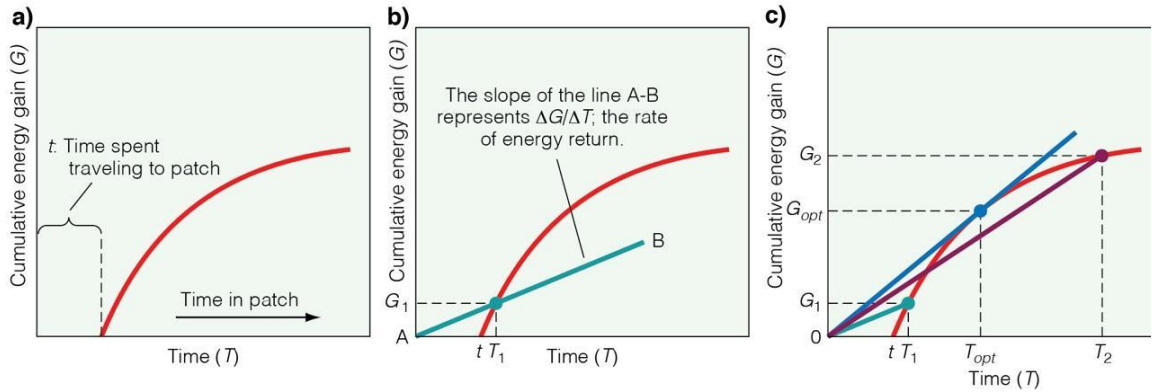 a)
Cumulative energy gain (G)
t: Time spent
traveling to patch
Time in patch
Time (T)
b)
Cumulative energy gain (G)
The slope of the line A-B
represents ΔG/ΔT; the rate
of energy return.
B
G1
A
t T1
Time (T)
c)
Cumulative energy gain (G)
G2
Gopt
G1
0
t T1 Topt T2
Time (T)